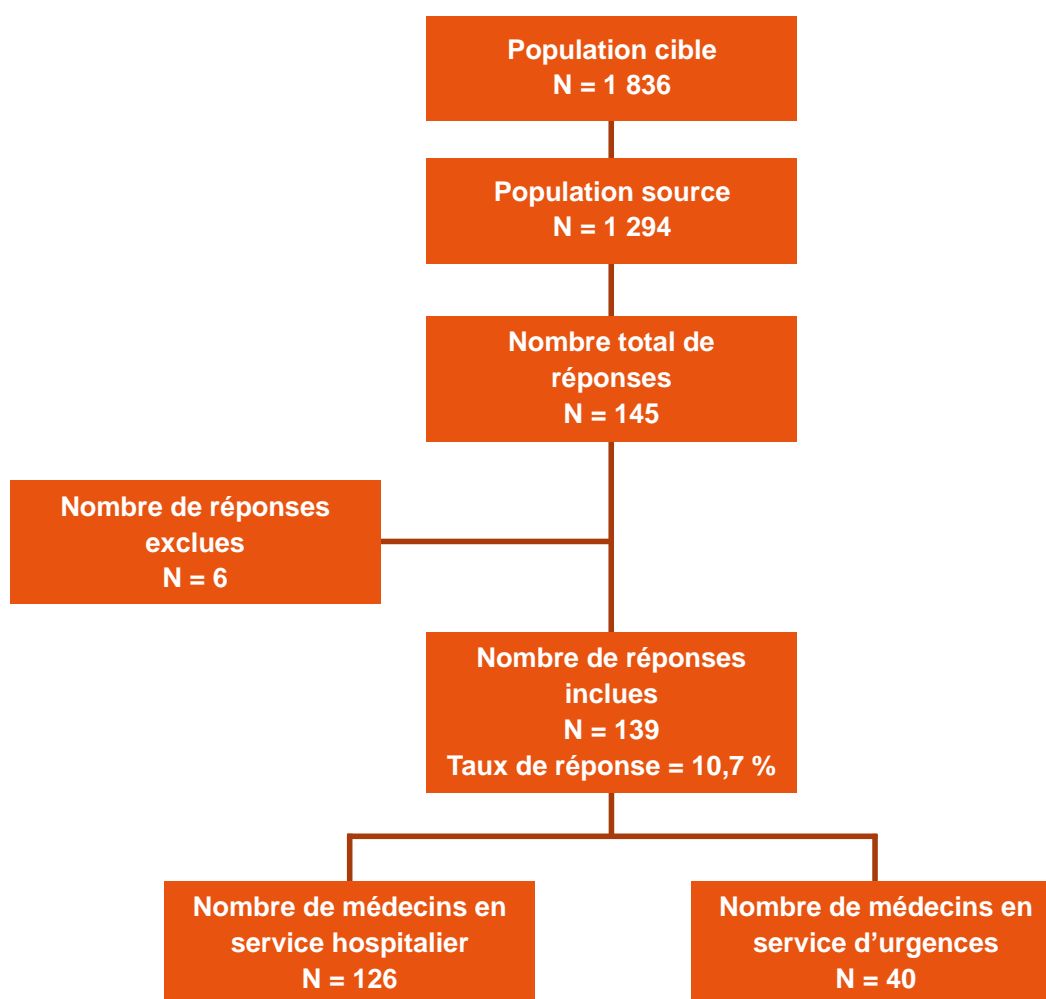 Population cible
N = 1 836
Population source
N = 1 294
Nombre total de
réponses
N = 145
Nombre de réponses
exclues
N = 6
Nombre de réponses
inclues
N = 139
Taux de réponse = 10,7 %
Nombre de médecins en
service hospitalier
N = 126
Nombre de médecins en
service d’urgences
N = 40